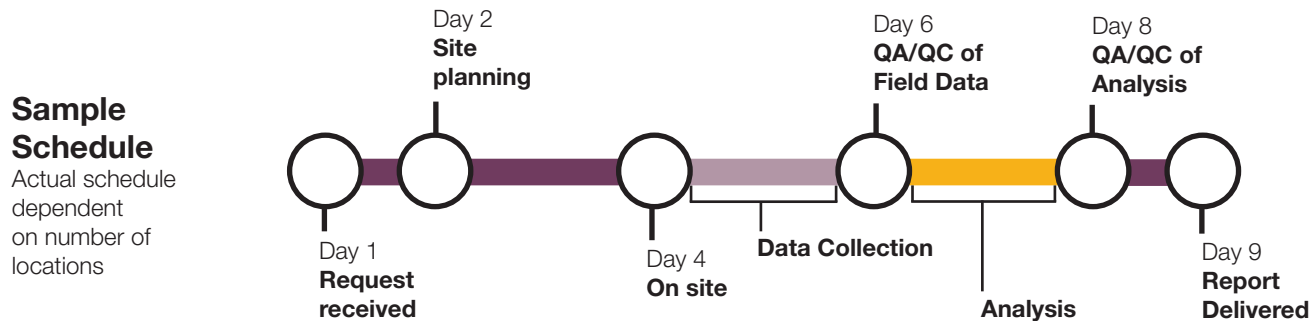 Sample
Schedule
Actual schedule
dependent
on number of
locations
Day 1
Request
received
Day 2
Site
planning
Day 4
On site
Data Collection
Day 6
QA/QC of
Field Data
Analysis
Day 8
QA/QC of
Analysis
Day 9
Report
Delivered